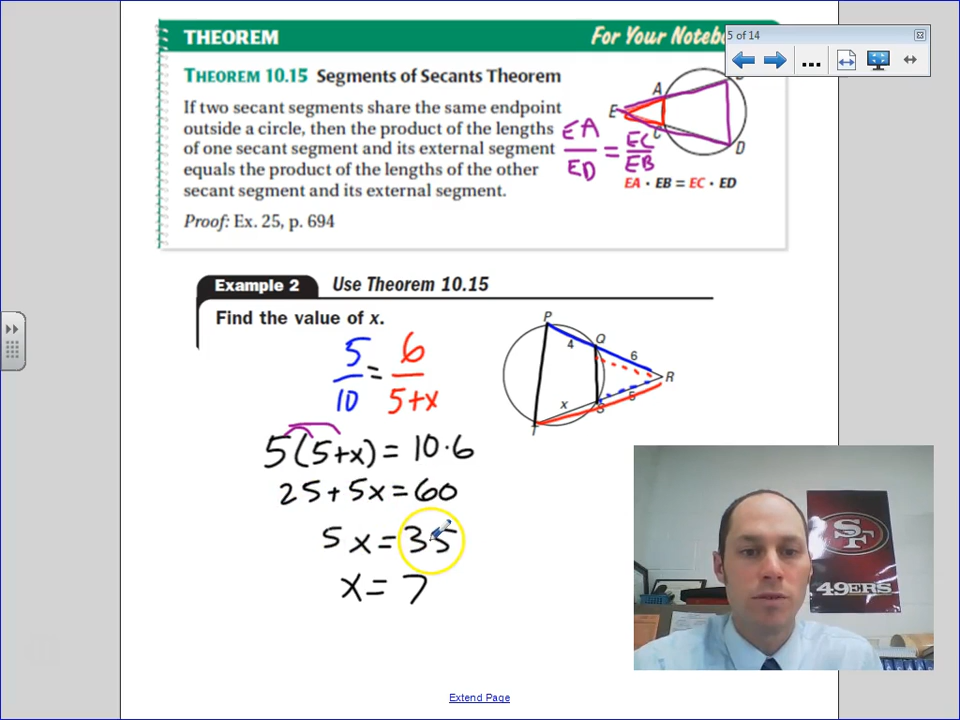 THEOREM
For Your Noteb
5 of 14
...
THEOREM 10.15 Segments of Secants Theorem
If two secant segments share the same endpoint
outside a circle, then the product of the lengths
of one secant segment and its external segment
equals the product of the lengths of the other
secant segment and its external segment.
Proof: Ex. 25, p. 694
A
E
C
D
EA/ED = EC/EB
EA · EB = EC · ED
Example 2 Use Theorem 10.15
Find the value of x.
P
4
Q
6
R
x
S
5
T
5/10 = 6/5+x
5(5+x) = 10·6
25+5x=60
5x=35
x=7
SF
49ERS
Extend Page